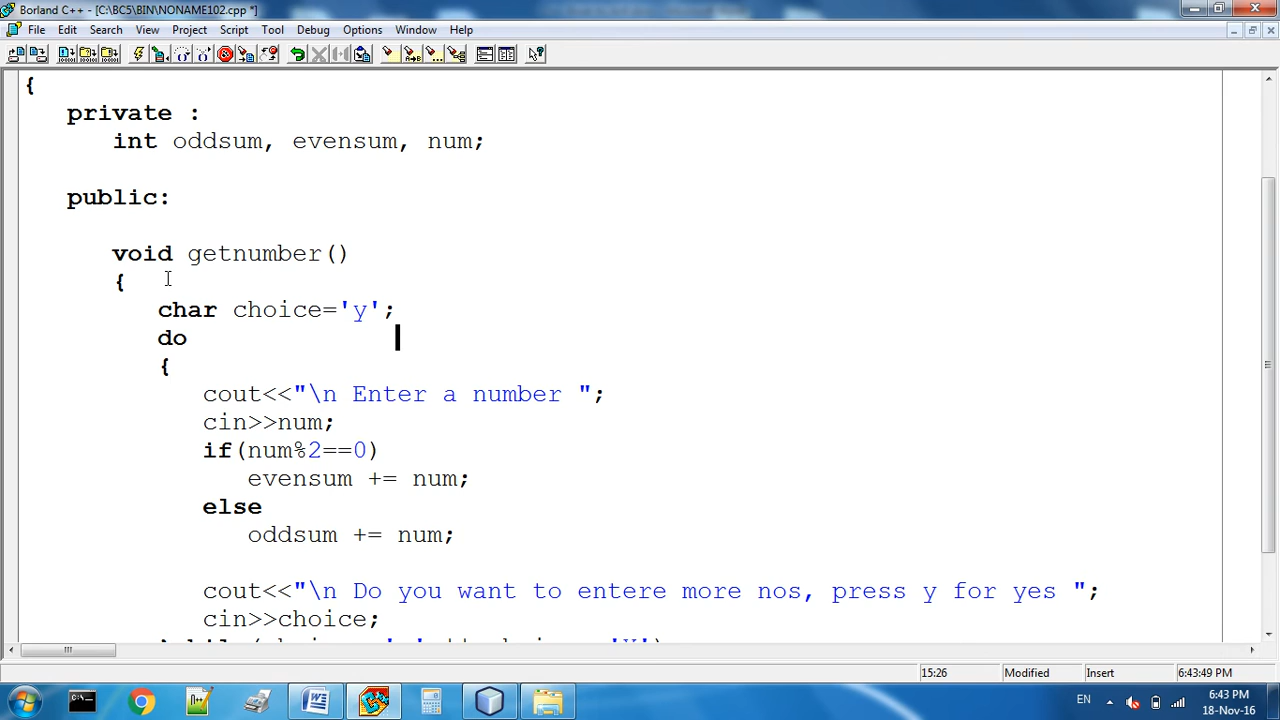 Borland C++ - [C:\BC5\BIN\NONAME102.cpp *]
File Edit Search View Project Script Tool Debug Options Window Help
{
private :
int oddsum, evensum, num;
public:
void getnumber()
{
char choice='y';
do
{
cout<<"\n Enter a number ";
cin>>num;
if(num%2==0)
evensum += num;
else
oddsum += num;
cout<<"\n Do you want to entere more nos, press y for yes ";
cin>>choice;
15:26 Modified Insert 6:43:49 PM
EN 6:43 PM
18-Nov-16